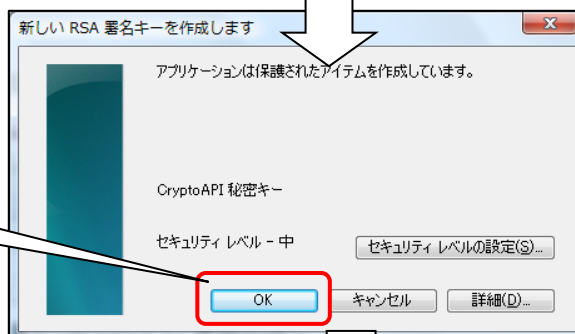 新しい RSA 署名キーを作成します
アプリケーションは保護されたアイテムを作成しています。
CryptoAPI 秘密キー
セキュリティ レベル - 中
セキュリティ レベルの設定(S)...
OK
キャンセル
詳細(D)...